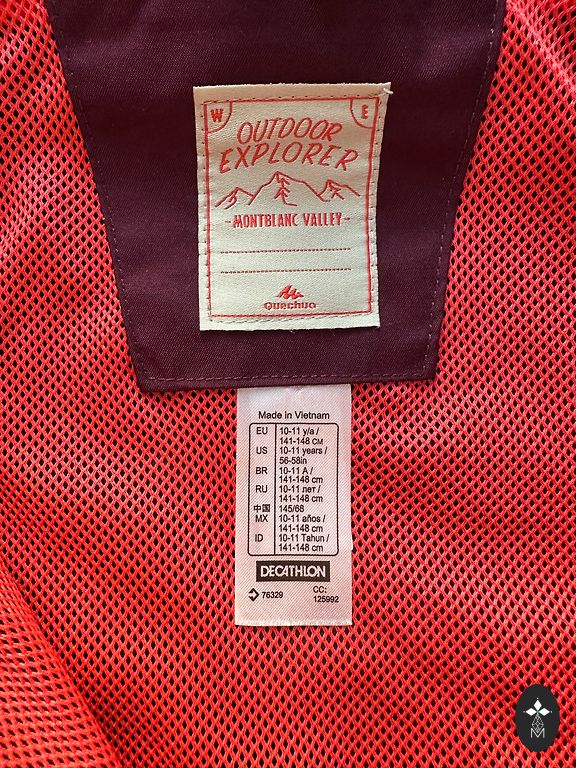 W E
OUTDOOR
EXPLORER
MONTBLANC VALLEY
Quechua
Made in Vietnam
EU 10-11 y/a /
141-148 CM
US 10-11 years /
56-58in
BR 10-11 A /
141-148 cm
RU 10-11 лет /
141-148 cm
中国 145/68
MX 10-11 años /
141-148 cm
ID 10-11 Tahun /
141-148 cm
DECATHLON
76329 CC:
125992
M